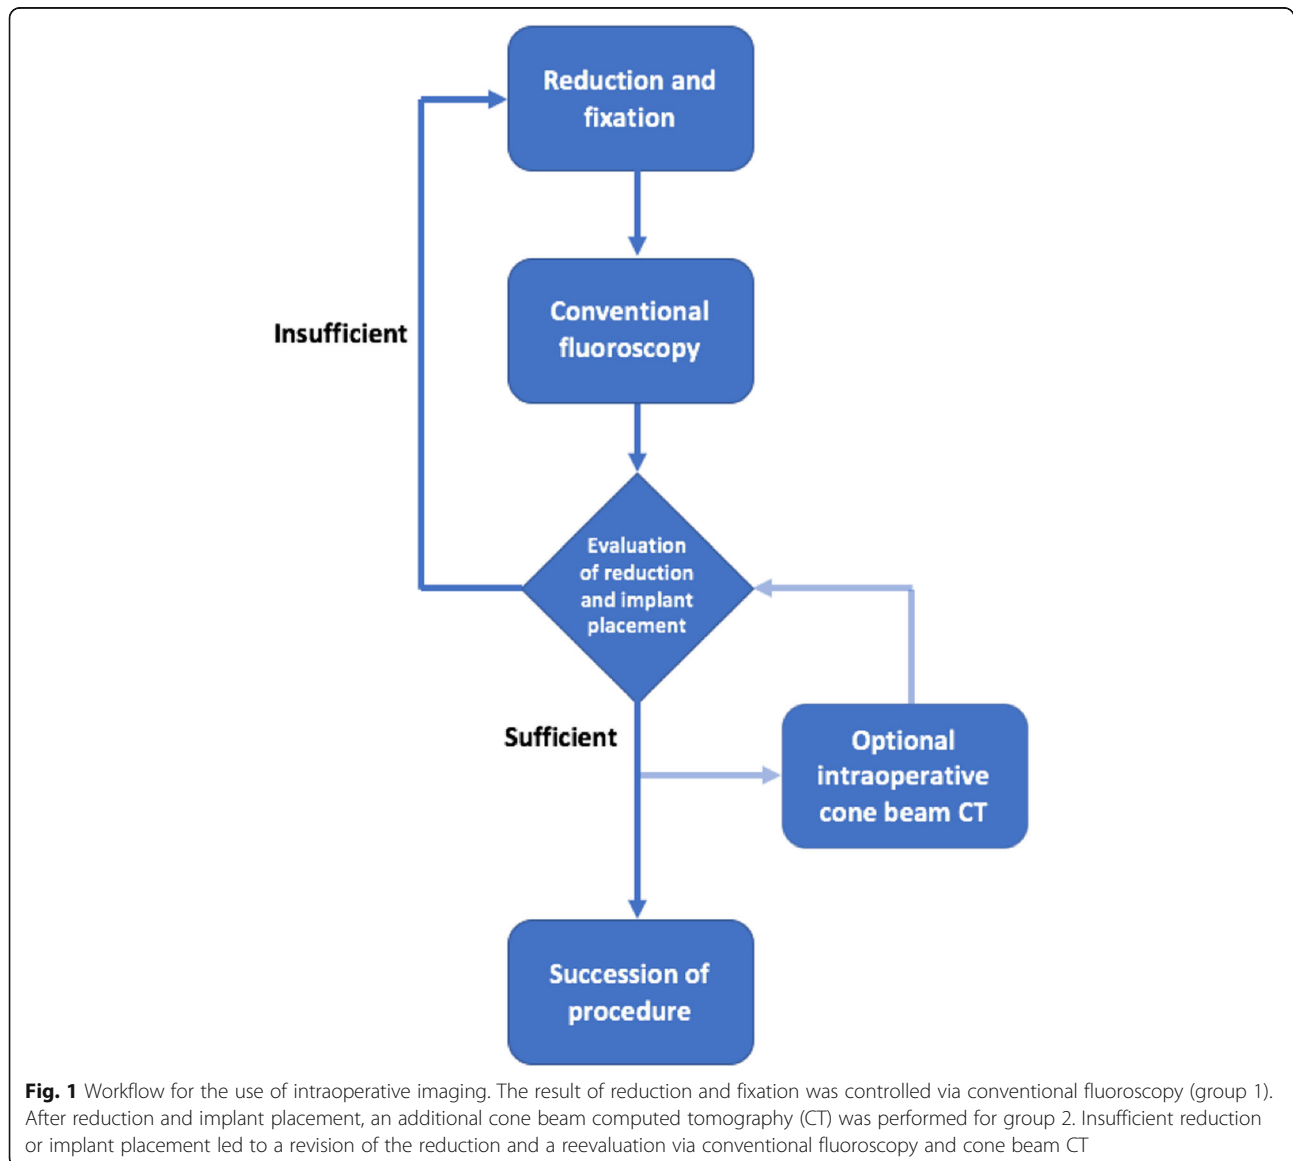 Reduction and
fixation
Conventional
fluoroscopy
Insufficient
Evaluation
of reduction
and implant
placement
Sufficient
Optional
intraoperative
cone beam CT
Succession of
procedure
Fig. 1 Workflow for the use of intraoperative imaging. The result of reduction and fixation was controlled via conventional fluoroscopy (group 1).
After reduction and implant placement, an additional cone beam computed tomography (CT) was performed for group 2. Insufficient reduction
or implant placement led to a revision of the reduction and a reevaluation via conventional fluoroscopy and cone beam CT